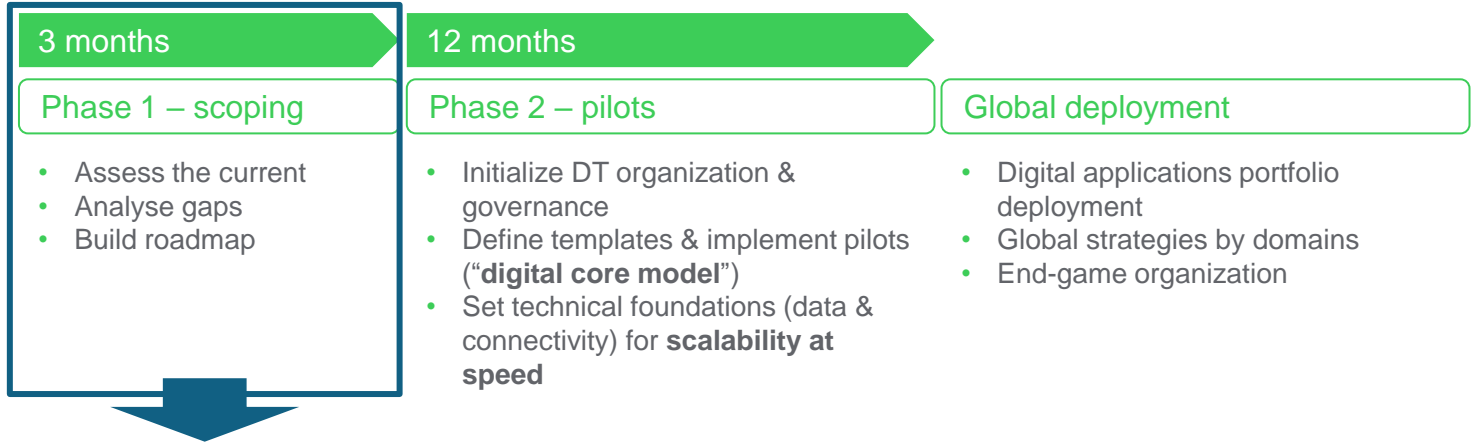 3 months
Phase 1 – scoping
• Assess the current
• Analyse gaps
• Build roadmap
12 months
Phase 2 – pilots
• Initialize DT organization &
governance
• Define templates & implement pilots
(“digital core model”)
• Set technical foundations (data &
connectivity) for scalability at
speed
Global deployment
• Digital applications portfolio
deployment
• Global strategies by domains
• End-game organization